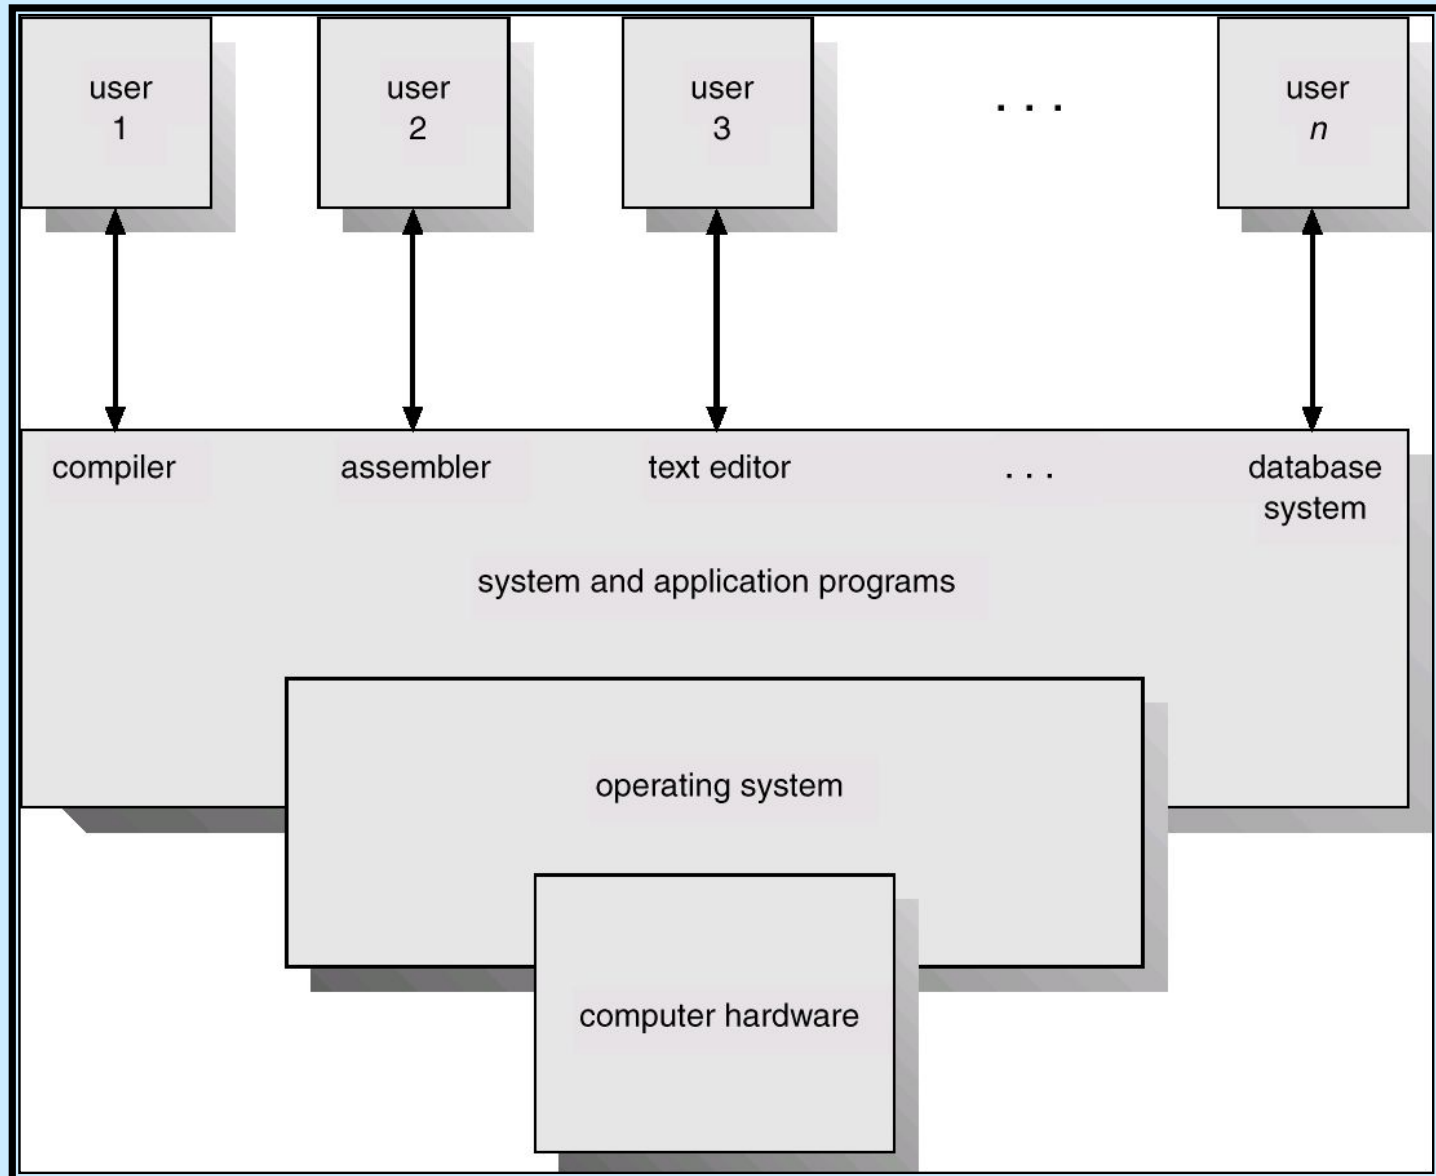 user
1
user
2
user
3
. . .
user
n
compiler
assembler
text editor
. . .
database
system
system and application programs
operating system
computer hardware